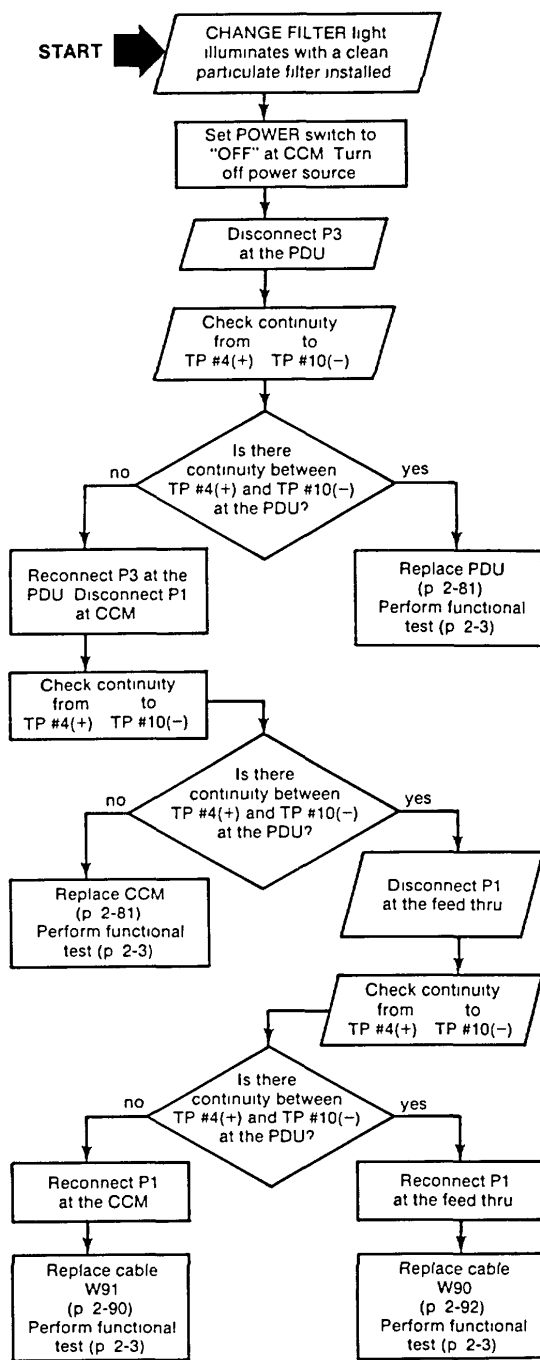 START
CHANGE FILTER light
illuminates with a clean
particulate filter installed
Set POWER switch to
"OFF" at CCM Turn
off power source
Disconnect P3
at the PDU
Check continuity
from to
TP #4(+) TP #10(−)
Is there
continuity between
TP #4(+) and TP #10(−)
at the PDU?
no
yes
Reconnect P3 at the
PDU Disconnect P1
at CCM
Replace PDU
(p 2-81)
Perform functional
test (p 2-3)
Check continuity
from to
TP #4(+) TP #10(−)
Is there
continuity between
TP #4(+) and TP #10(−)
at the PDU?
no
yes
Replace CCM
(p 2-81)
Perform functional
test (p 2-3)
Disconnect P1
at the feed thru
Check continuity
from to
TP #4(+) TP #10(−)
Is there
continuity between
TP #4(+) and TP #10(−)
at the PDU?
no
yes
Reconnect P1
at the CCM
Reconnect P1
at the feed thru
Replace cable
W91
(p 2-90)
Perform functional
test (p 2-3)
Replace cable
W90
(p 2-92)
Perform functional
test (p 2-3)